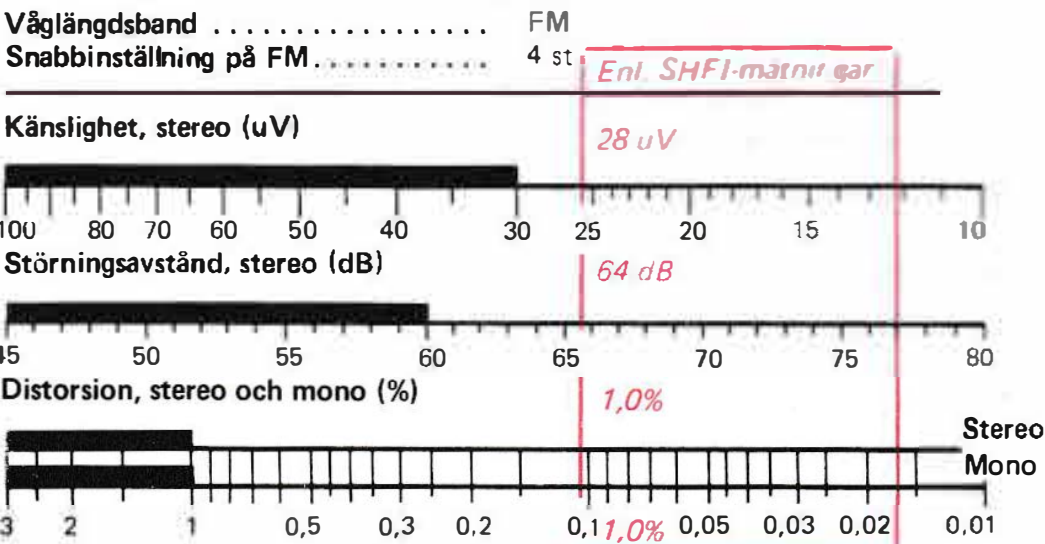 Våglängdsband .................. FM
Snabbinställning på FM .......... 4 st
Enl. SHFI-mätningar
Känslighet, stereo (uV)
28 uV
100 80 70 60 50 40 30 25 20 15 10
Störningsavstånd, stereo (dB)
64 dB
45 50 55 60 65 70 75 80
Distorsion, stereo och mono (%)
1,0%
Stereo
Mono
3 2 1 0,5 0,3 0,2 0,1 1,0% 0,05 0,03 0,02 0,01